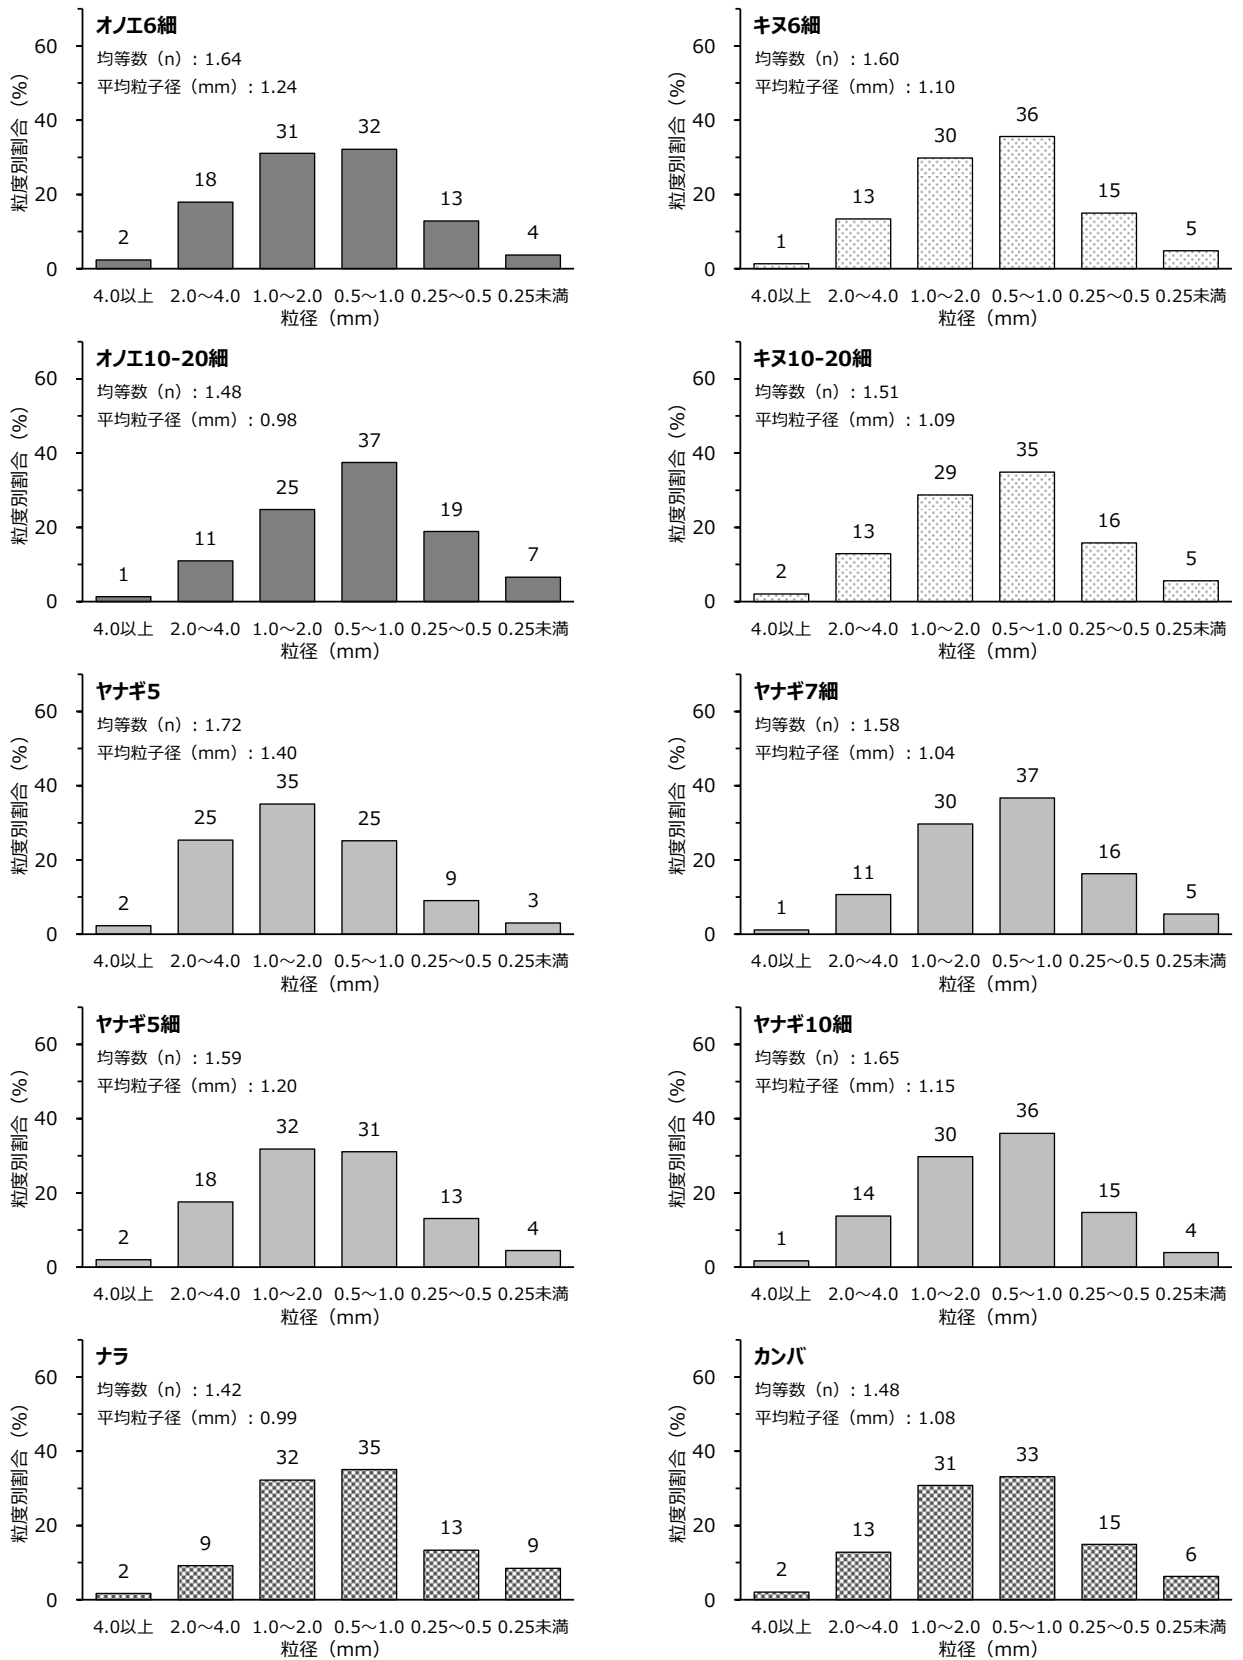 オノエ6細
均等数（n）: 1.64
平均粒子径（mm）: 1.24
粒度別割合（%）
60
40
20
0
2
18
31
32
13
4
4.0以上 2.0～4.0 1.0～2.0 0.5～1.0 0.25～0.5 0.25未満
粒径（mm）
キヌ6細
均等数（n）: 1.60
平均粒子径（mm）: 1.10
粒度別割合（%）
60
40
20
0
1
13
30
36
15
5
4.0以上 2.0～4.0 1.0～2.0 0.5～1.0 0.25～0.5 0.25未満
粒径（mm）
オノエ10-20細
均等数（n）: 1.48
平均粒子径（mm）: 0.98
粒度別割合（%）
60
40
20
0
1
11
25
37
19
7
4.0以上 2.0～4.0 1.0～2.0 0.5～1.0 0.25～0.5 0.25未満
粒径（mm）
キヌ10-20細
均等数（n）: 1.51
平均粒子径（mm）: 1.09
粒度別割合（%）
60
40
20
0
2
13
29
35
16
5
4.0以上 2.0～4.0 1.0～2.0 0.5～1.0 0.25～0.5 0.25未満
粒径（mm）
ヤナギ5
均等数（n）: 1.72
平均粒子径（mm）: 1.40
粒度別割合（%）
60
40
20
0
2
25
35
25
9
3
4.0以上 2.0～4.0 1.0～2.0 0.5～1.0 0.25～0.5 0.25未満
粒径（mm）
ヤナギ7細
均等数（n）: 1.58
平均粒子径（mm）: 1.04
粒度別割合（%）
60
40
20
0
1
11
30
37
16
5
4.0以上 2.0～4.0 1.0～2.0 0.5～1.0 0.25～0.5 0.25未満
粒径（mm）
ヤナギ5細
均等数（n）: 1.59
平均粒子径（mm）: 1.20
粒度別割合（%）
60
40
20
0
2
18
32
31
13
4
4.0以上 2.0～4.0 1.0～2.0 0.5～1.0 0.25～0.5 0.25未満
粒径（mm）
ヤナギ10細
均等数（n）: 1.65
平均粒子径（mm）: 1.15
粒度別割合（%）
60
40
20
0
1
14
30
36
15
4
4.0以上 2.0～4.0 1.0～2.0 0.5～1.0 0.25～0.5 0.25未満
粒径（mm）
ナラ
均等数（n）: 1.42
平均粒子径（mm）: 0.99
粒度別割合（%）
60
40
20
0
2
9
32
35
13
9
4.0以上 2.0～4.0 1.0～2.0 0.5～1.0 0.25～0.5 0.25未満
粒径（mm）
カンバ
均等数（n）: 1.48
平均粒子径（mm）: 1.08
粒度別割合（%）
60
40
20
0
2
13
31
33
15
6
4.0以上 2.0～4.0 1.0～2.0 0.5～1.0 0.25～0.5 0.25未満
粒径（mm）